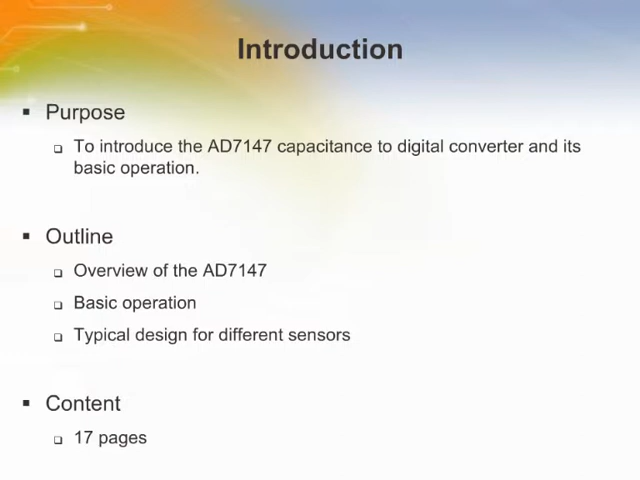 Introduction
▪ Purpose
❑ To introduce the AD7147 capacitance to digital converter and its
basic operation.
▪ Outline
❑ Overview of the AD7147
❑ Basic operation
❑ Typical design for different sensors
▪ Content
❑ 17 pages